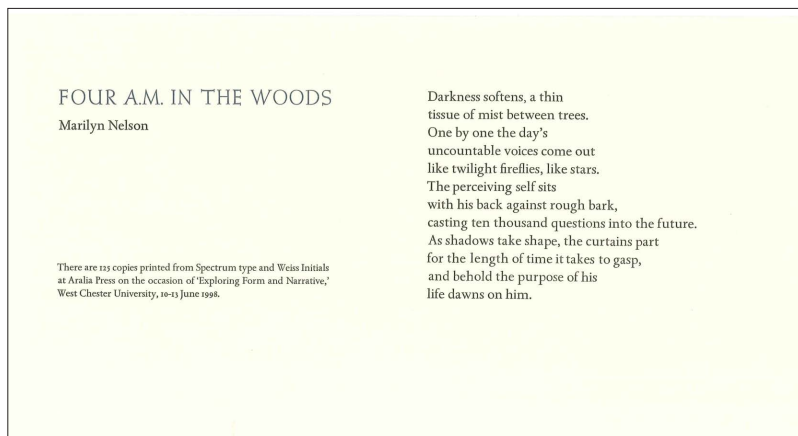 FOUR A.M. IN THE WOODS
Marilyn Nelson
There are 125 copies printed from Spectrum type and Weiss Initials
at Aralia Press on the occasion of ‘Exploring Form and Narrative,’
West Chester University, 10-13 June 1998.
Darkness softens, a thin
tissue of mist between trees.
One by one the day’s
uncountable voices come out
like twilight fireflies, like stars.
The perceiving self sits
with his back against rough bark,
casting ten thousand questions into the future.
As shadows take shape, the curtains part
for the length of time it takes to gasp,
and behold the purpose of his
life dawns on him.